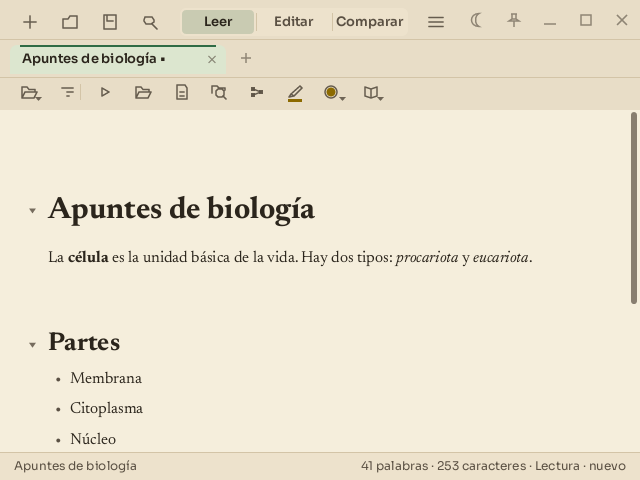 Leer Editar Comparar
Apuntes de biología •
Apuntes de biología
La célula es la unidad básica de la vida. Hay dos tipos: procariota y eucariota.
Partes
• Membrana
• Citoplasma
• Núcleo
Apuntes de biología 41 palabras · 253 caracteres · Lectura · nuevo